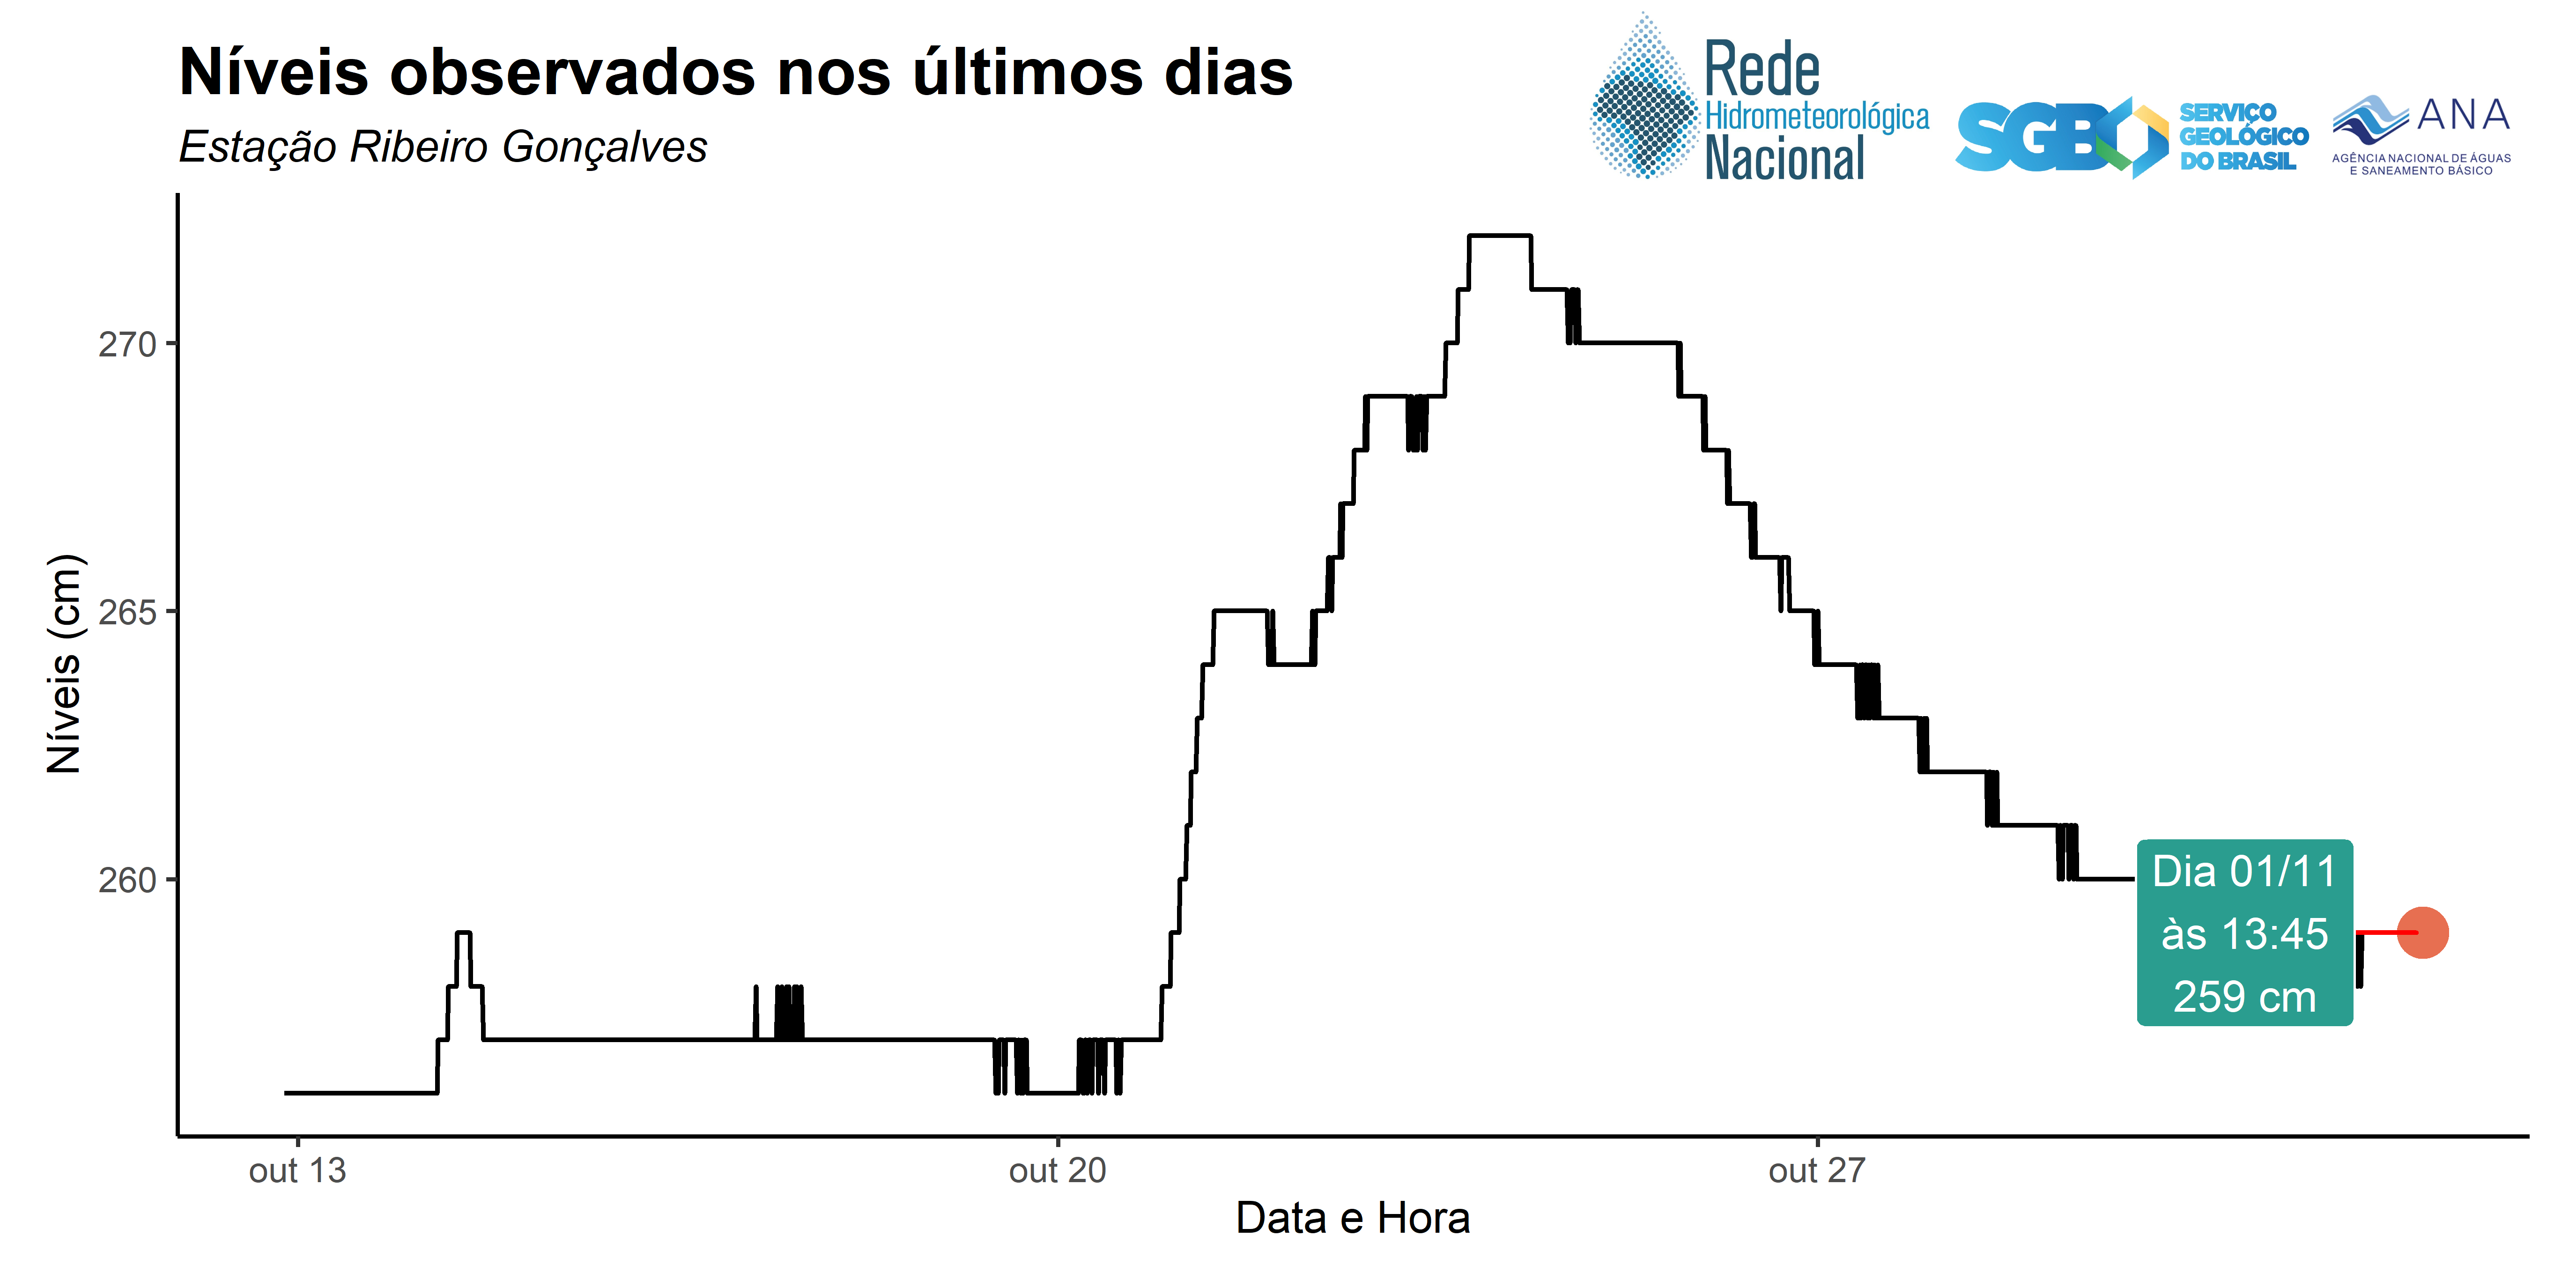 Níveis observados nos últimos dias
Estação Ribeiro Gonçalves
Rede
Hidrometeorológica
Nacional
SGB
SERVIÇO
GEOLÓGICO
DO BRASIL
ANA
AGÊNCIA NACIONAL DE ÁGUAS
E SANEAMENTO BÁSICO
Níveis (cm)
270
265
260
Dia 01/11
às 13:45
259 cm
out 13
out 20
out 27
Data e Hora